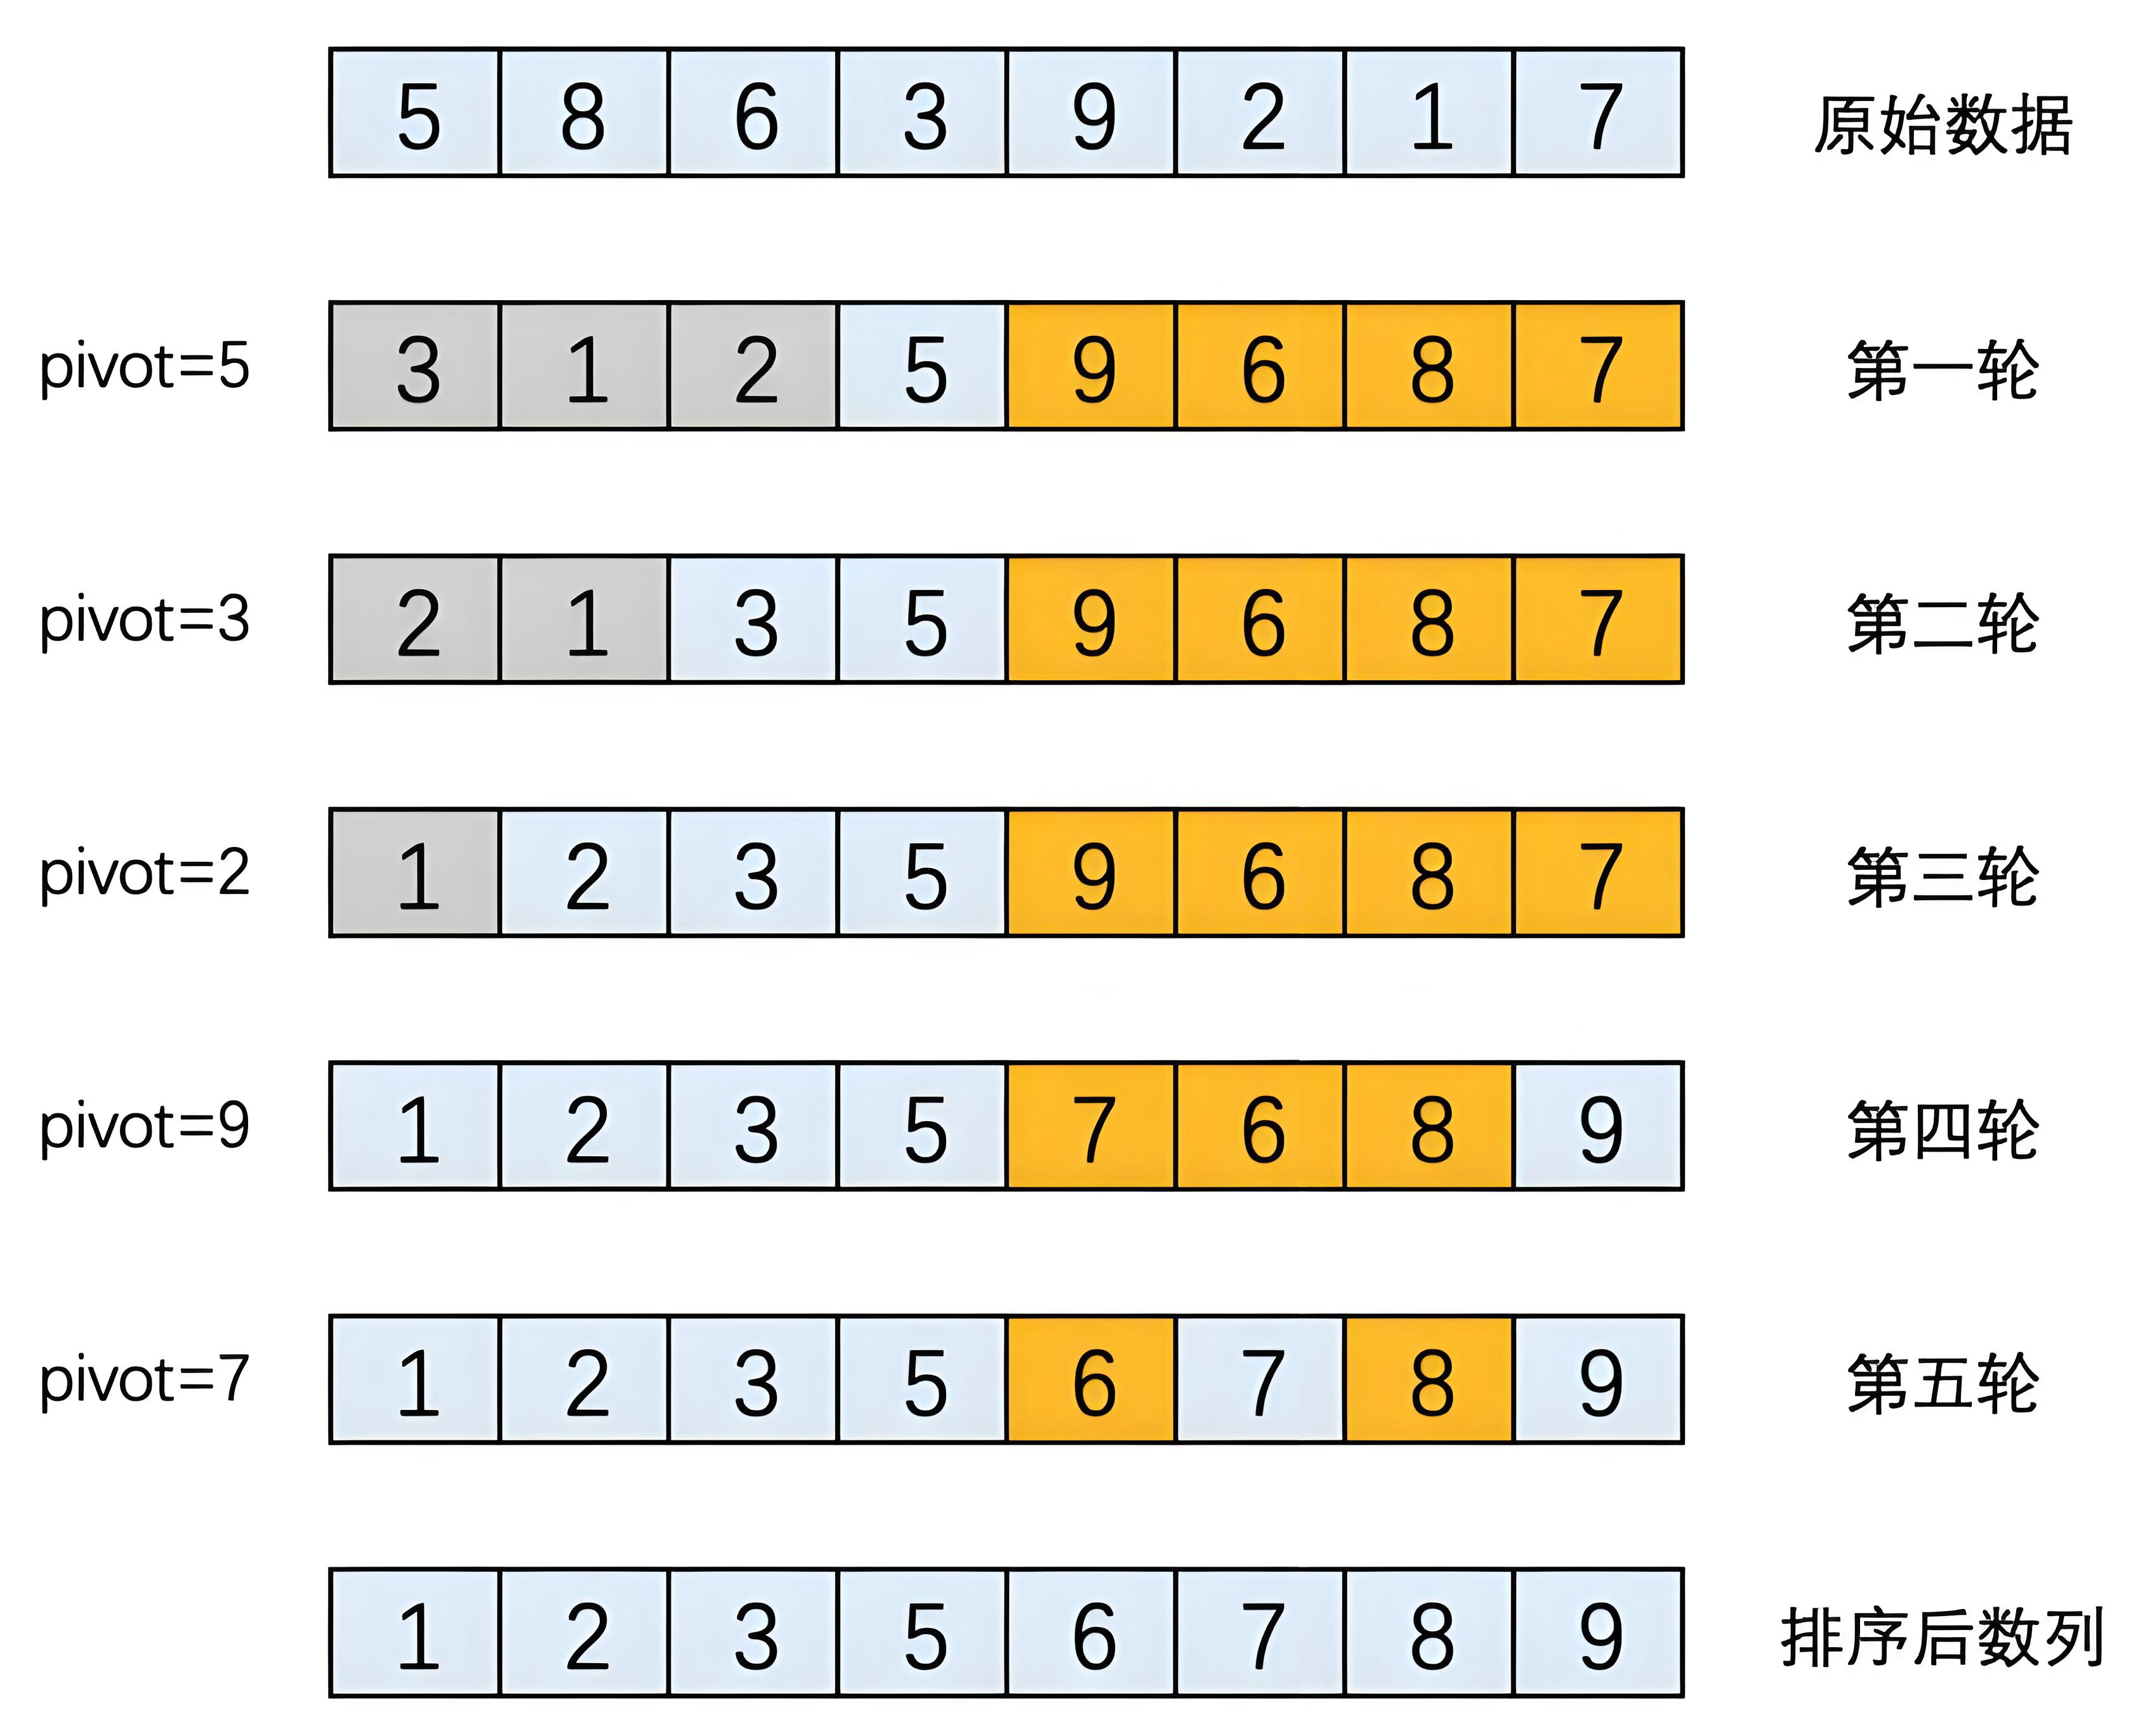 5 8 6 3 9 2 1 7 原始数据
pivot=5 3 1 2 5 9 6 8 7 第一轮
pivot=3 2 1 3 5 9 6 8 7 第二轮
pivot=2 1 2 3 5 9 6 8 7 第三轮
pivot=9 1 2 3 5 7 6 8 9 第四轮
pivot=7 1 2 3 5 6 7 8 9 第五轮
1 2 3 5 6 7 8 9 排序后数列